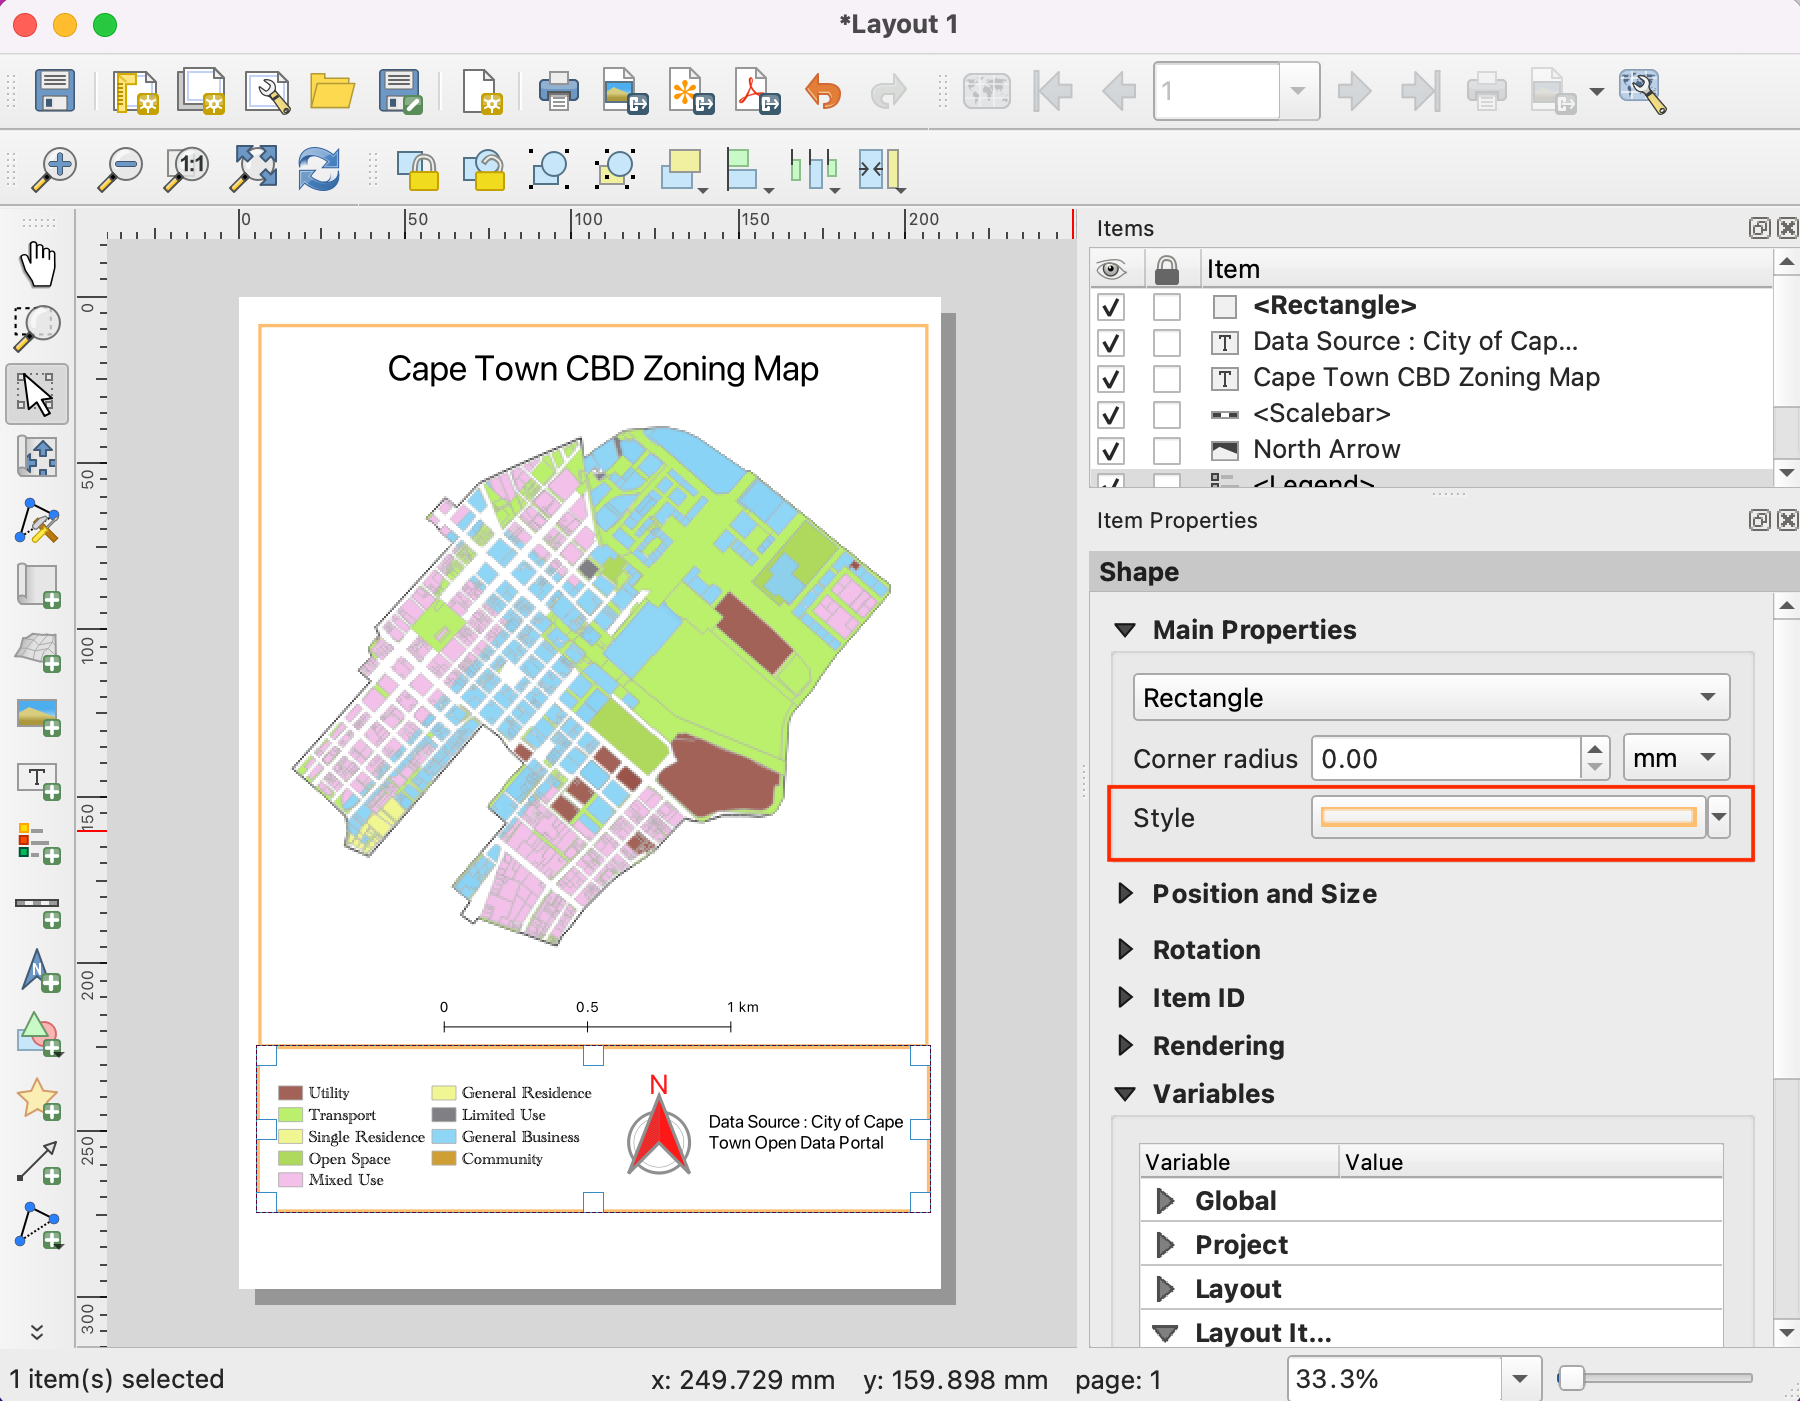 *Layout 1
1
1:1
Items
Item
<Rectangle>
T Data Source : City of Cap...
T Cape Town CBD Zoning Map
<Scalebar>
North Arrow
<Legend>
Item Properties
Shape
Main Properties
Rectangle
Corner radius 0.00 mm
Style
Position and Size
Rotation
Item ID
Rendering
Variables
Variable Value
Global
Project
Layout
Layout It...
0 50 100 150 200
0
50
100
150
200
250
300
T
N
Cape Town CBD Zoning Map
0 0.5 1 km
Utility
Transport
Single Residence
Open Space
Mixed Use
General Residence
Limited Use
General Business
Community
N
Data Source : City of Cape
Town Open Data Portal
1 item(s) selected
x: 249.729 mm y: 159.898 mm page: 1
33.3%